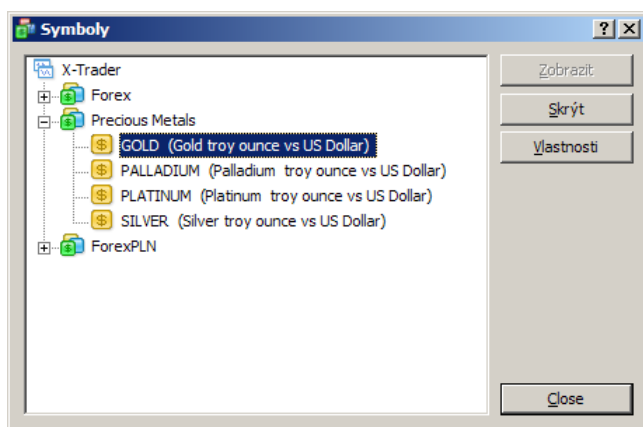 Symboly
X-Trader
Forex
Precious Metals
GOLD (Gold troy ounce vs US Dollar)
PALLADIUM (Palladium troy ounce vs US Dollar)
PLATINUM (Platinum troy ounce vs US Dollar)
SILVER (Silver troy ounce vs US Dollar)
ForexPLN
Zobrazit
Skrýt
Vlastnosti
Close